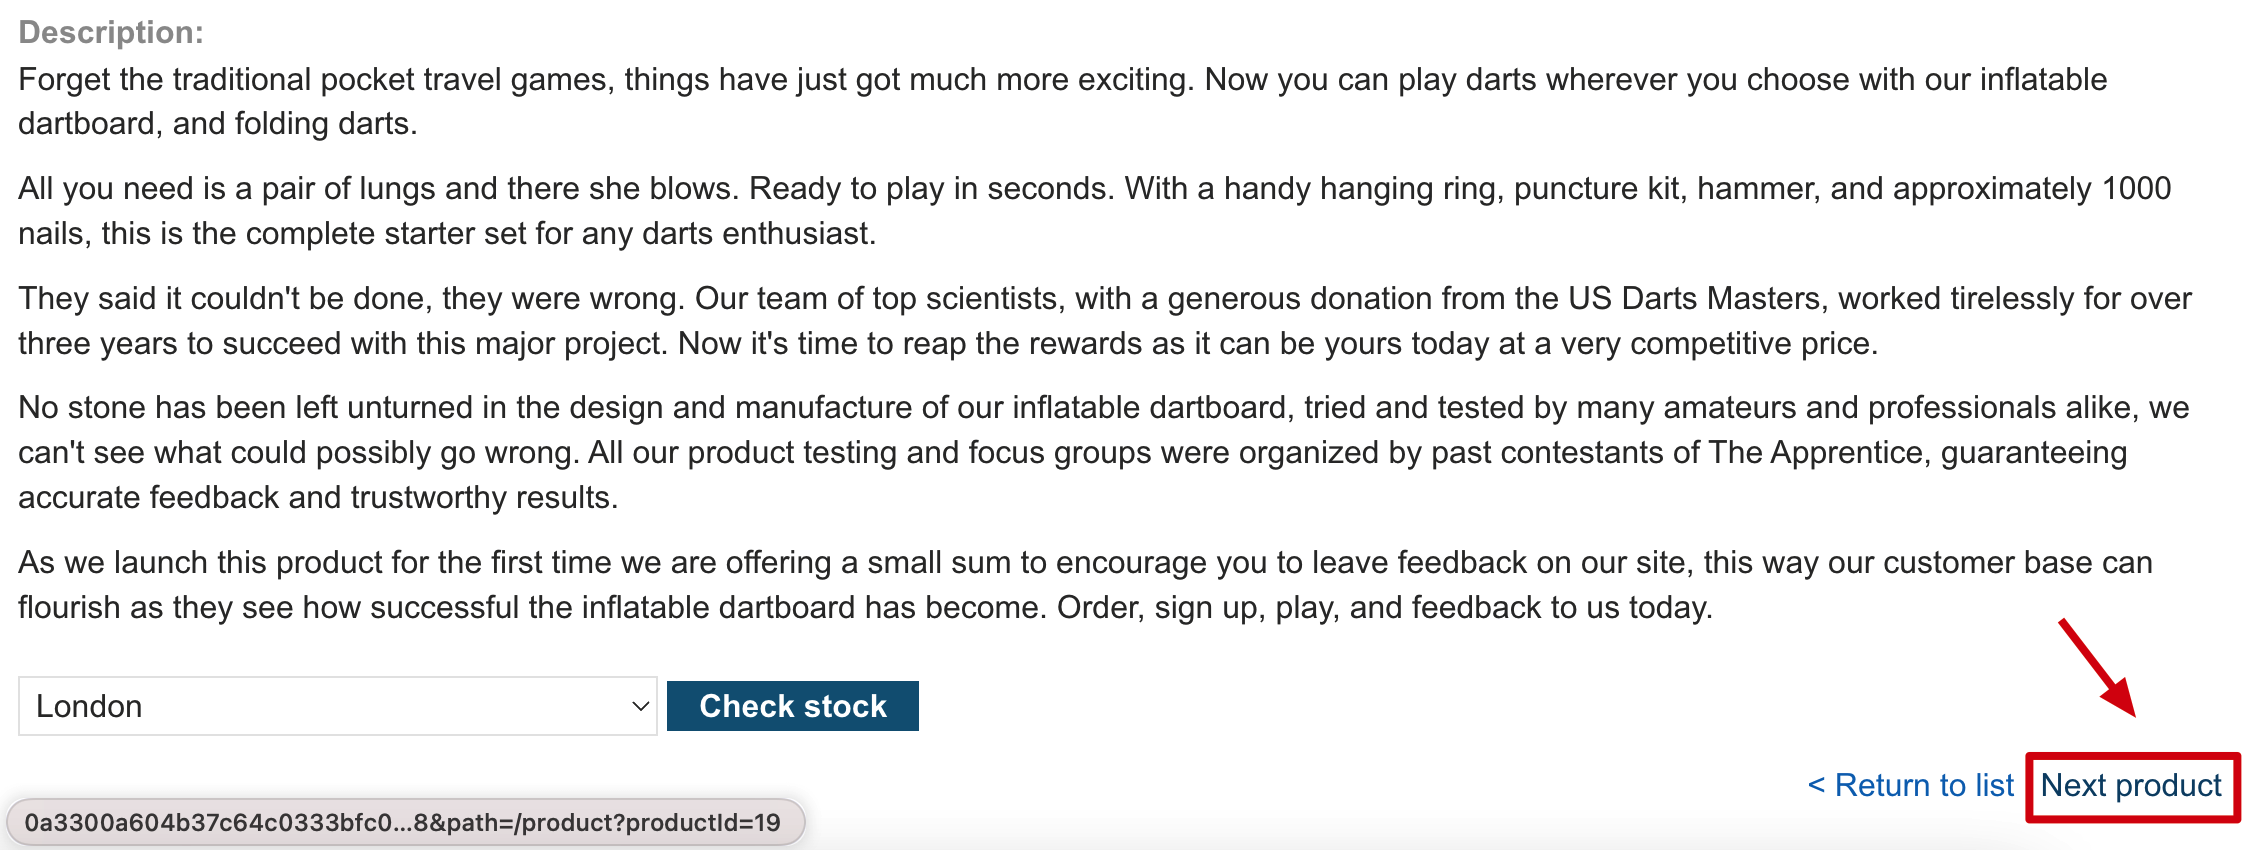 Description:
Forget the traditional pocket travel games, things have just got much more exciting. Now you can play darts wherever you choose with our inflatable
dartboard, and folding darts.
All you need is a pair of lungs and there she blows. Ready to play in seconds. With a handy hanging ring, puncture kit, hammer, and approximately 1000
nails, this is the complete starter set for any darts enthusiast.
They said it couldn't be done, they were wrong. Our team of top scientists, with a generous donation from the US Darts Masters, worked tirelessly for over
three years to succeed with this major project. Now it's time to reap the rewards as it can be yours today at a very competitive price.
No stone has been left unturned in the design and manufacture of our inflatable dartboard, tried and tested by many amateurs and professionals alike, we
can't see what could possibly go wrong. All our product testing and focus groups were organized by past contestants of The Apprentice, guaranteeing
accurate feedback and trustworthy results.
As we launch this product for the first time we are offering a small sum to encourage you to leave feedback on our site, this way our customer base can
flourish as they see how successful the inflatable dartboard has become. Order, sign up, play, and feedback to us today.
London Check stock
< Return to list Next product
0a3300a604b37c64c0333bfc0...8&path=/product?productId=19